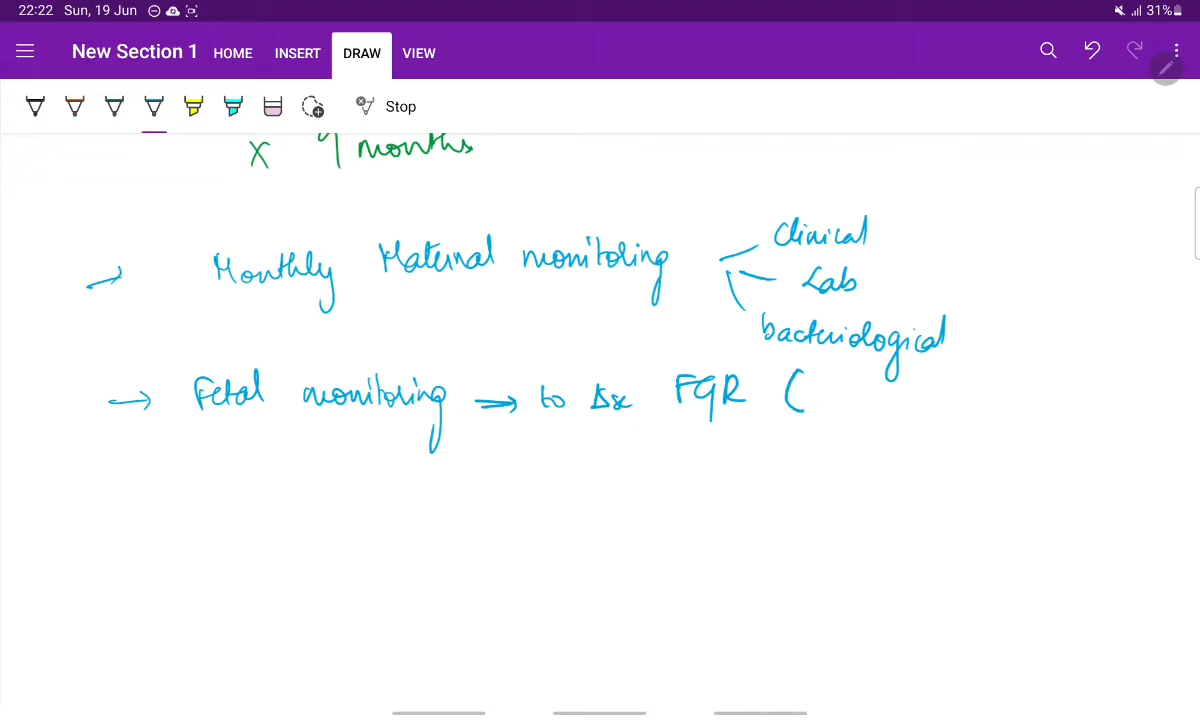 22:22 Sun, 19 Jun 31%
New Section 1 HOME INSERT DRAW VIEW
Stop
x 9 months
→ Monthly Maternal monitoring
Clinical
Lab
bacteriological
→ Fetal monitoring → to Δx FGR (